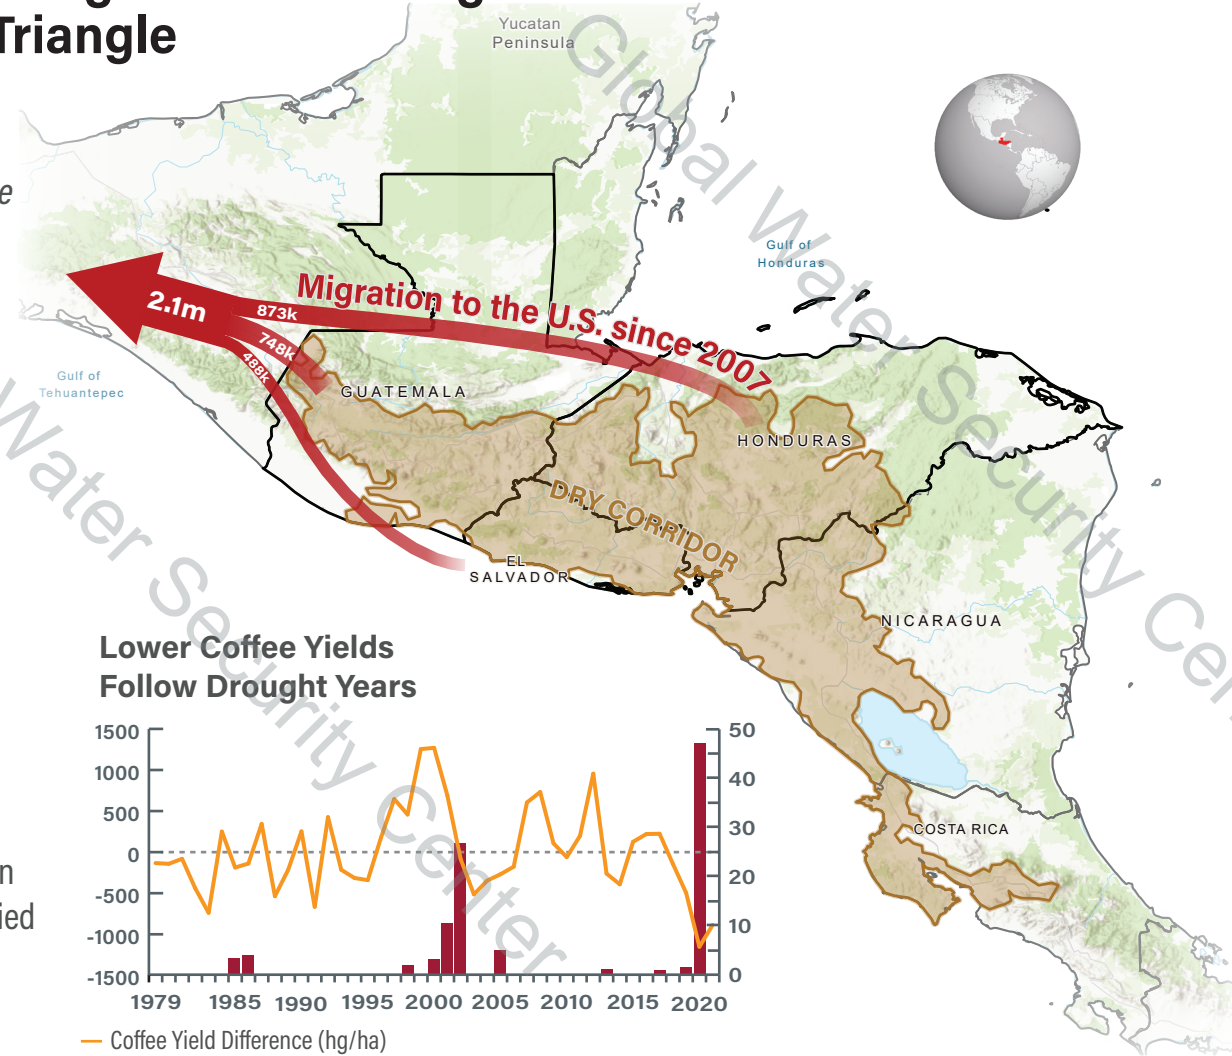 Triangle
Yucatan
Peninsula
Global Water Security Center
Gulf of
Honduras
Migration to the U.S. since 2007
2.1m
873k
748k
488k
Gulf of
Tehuantepec
GUATEMALA
HONDURAS
DRY CORRIDOR
EL
SALVADOR
NICARAGUA
COSTA RICA
Water Security Center
Lower Coffee Yields
Follow Drought Years
1500
1000
500
0
-500
-1000
-1500
50
40
30
20
10
0
1979 1985 1990 1995 2000 2005 2010 2015 2020
Coffee Yield Difference (hg/ha)